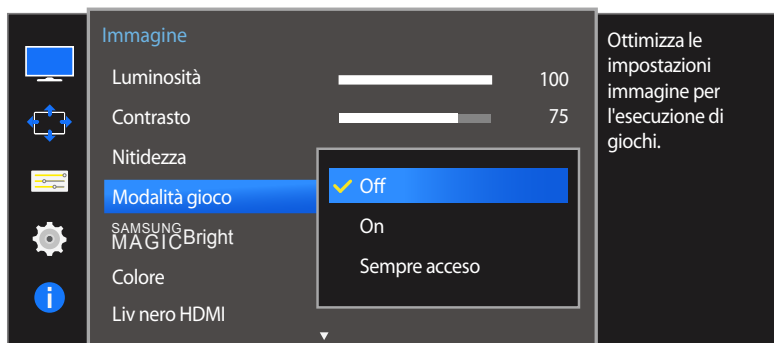 Immagine
Luminosità 100
Contrasto 75
Nitidezza
Modalità gioco
SAMSUNG
MAGICBright
Colore
Liv nero HDMI
Off
On
Sempre acceso
Ottimizza le
impostazioni
immagine per
l'esecuzione di
giochi.